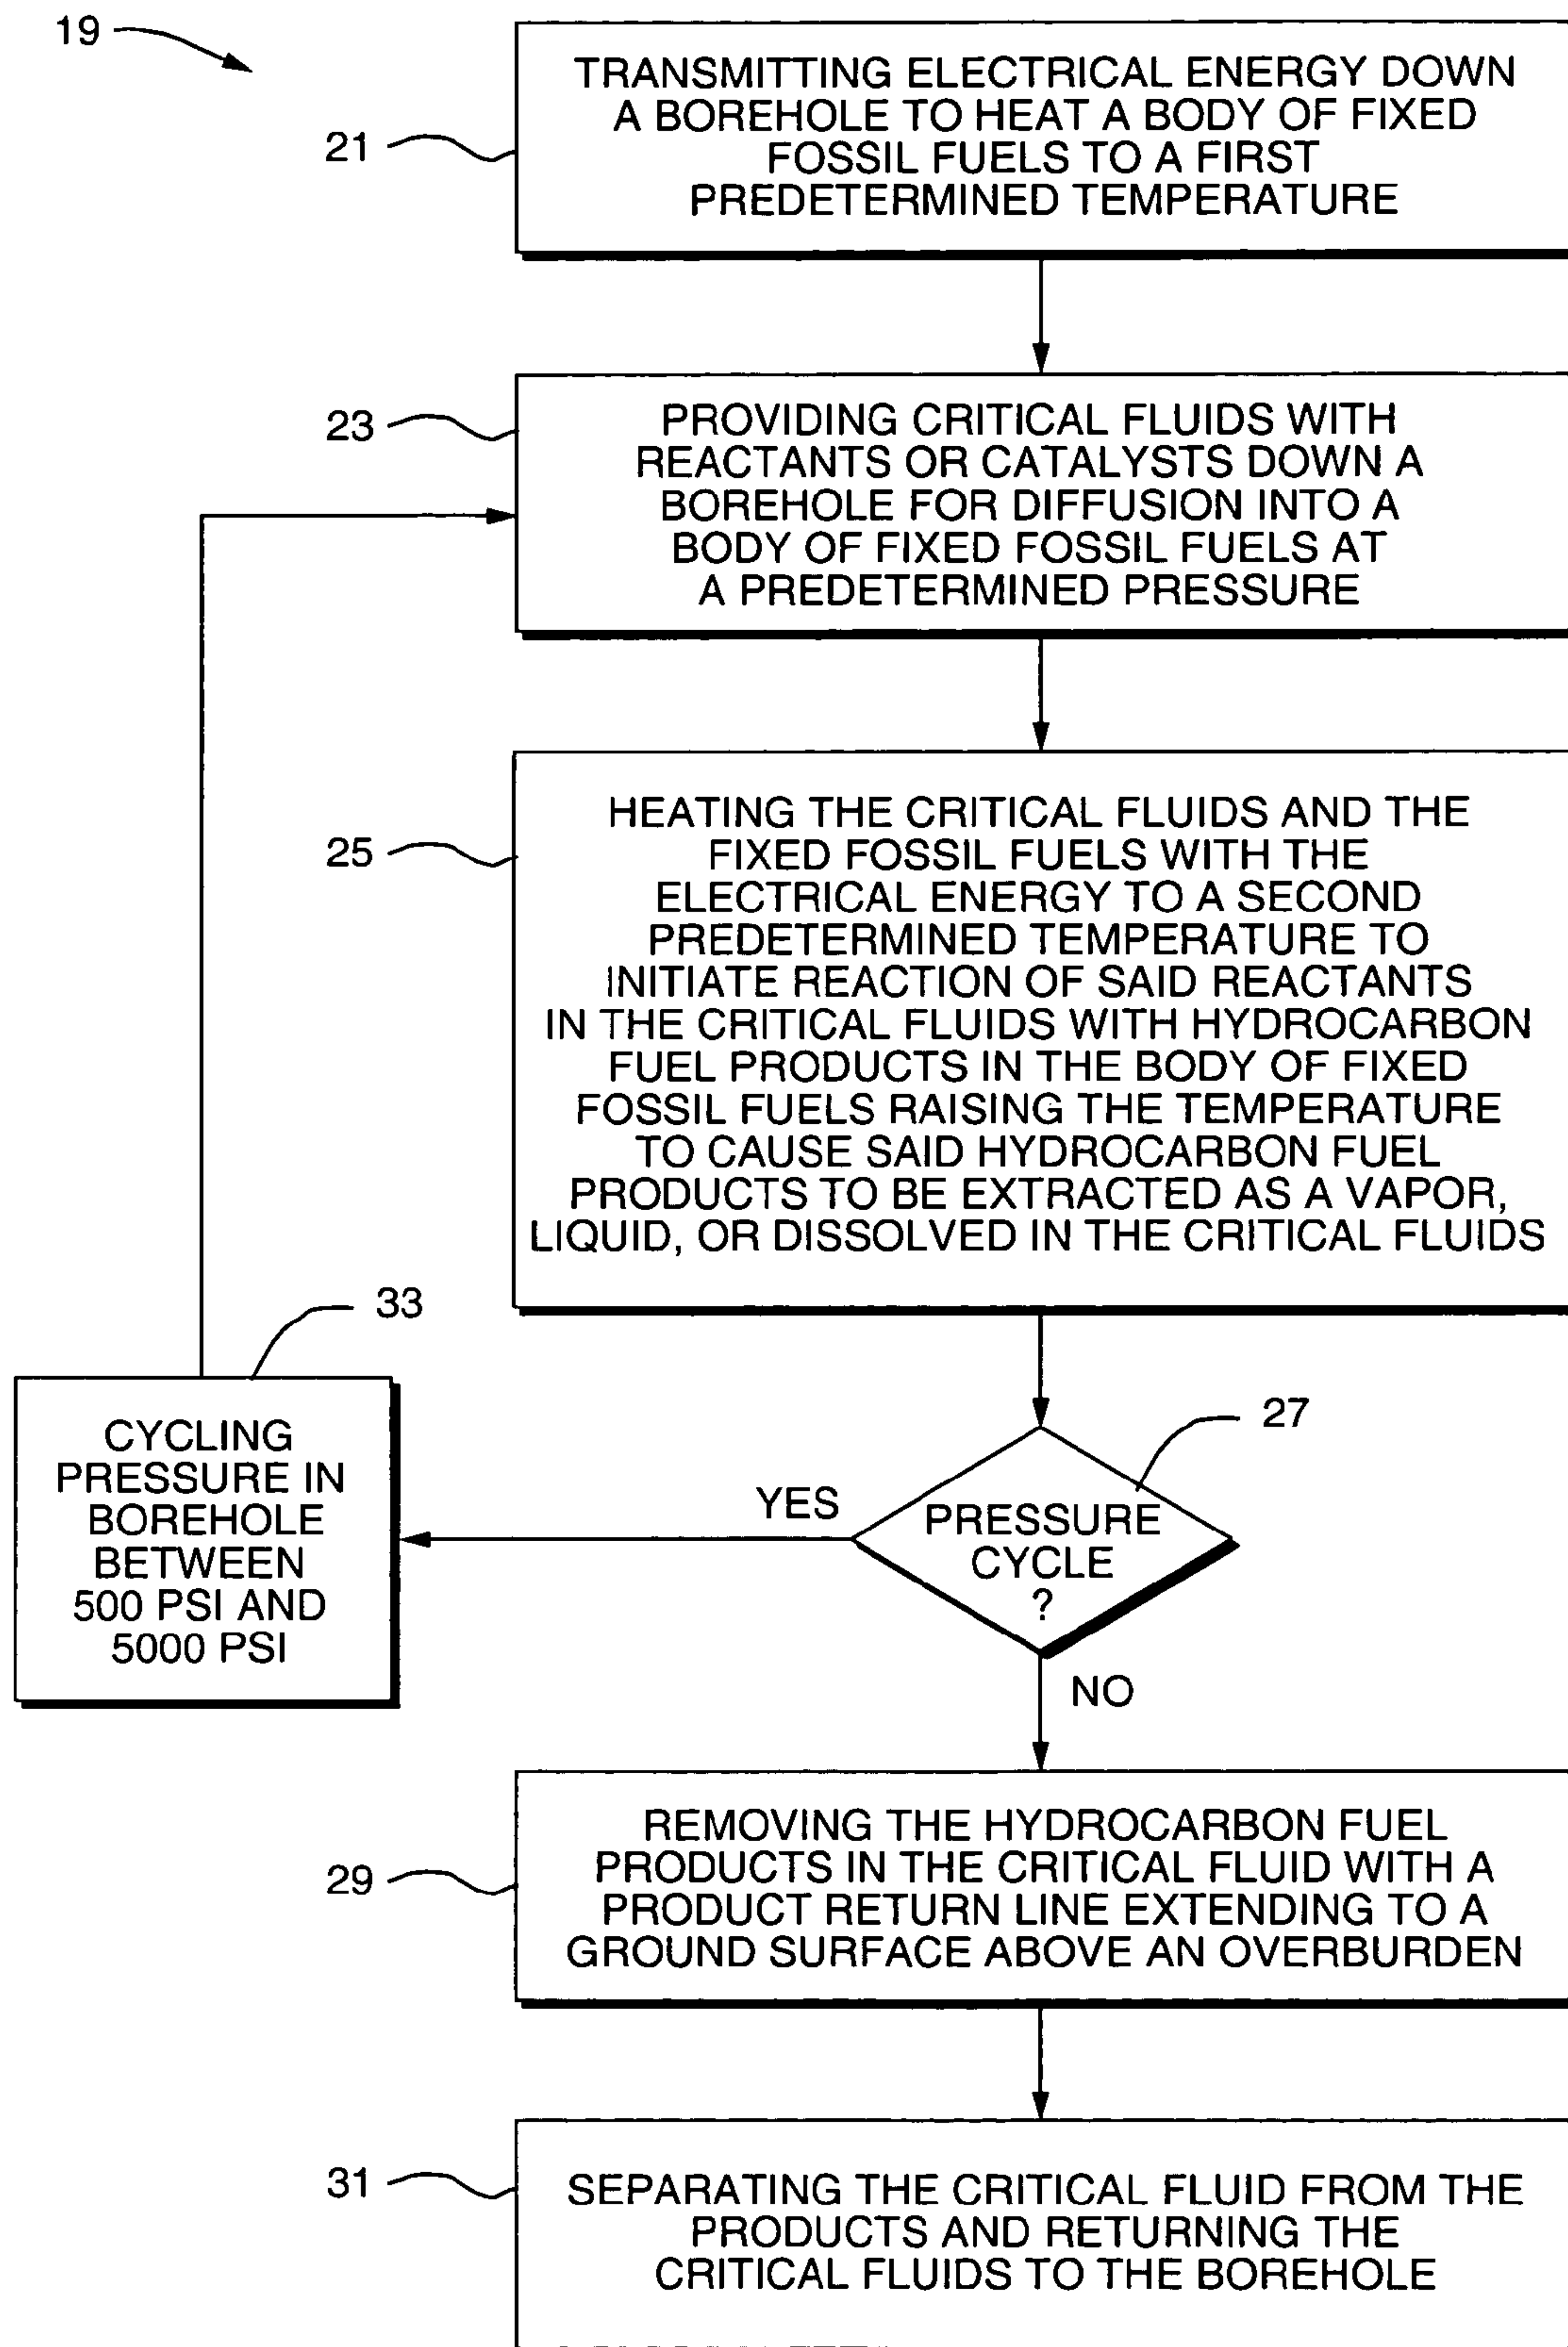 19
TRANSMITTING ELECTRICAL ENERGY DOWN
A BOREHOLE TO HEAT A BODY OF FIXED
FOSSIL FUELS TO A FIRST
PREDETERMINED TEMPERATURE
21
PROVIDING CRITICAL FLUIDS WITH
REACTANTS OR CATALYSTS DOWN A
BOREHOLE FOR DIFFUSION INTO A
BODY OF FIXED FOSSIL FUELS AT
A PREDETERMINED PRESSURE
23
HEATING THE CRITICAL FLUIDS AND THE
FIXED FOSSIL FUELS WITH THE
ELECTRICAL ENERGY TO A SECOND
PREDETERMINED TEMPERATURE TO
INITIATE REACTION OF SAID REACTANTS
IN THE CRITICAL FLUIDS WITH HYDROCARBON
FUEL PRODUCTS IN THE BODY OF FIXED
FOSSIL FUELS RAISING THE TEMPERATURE
TO CAUSE SAID HYDROCARBON FUEL
PRODUCTS TO BE EXTRACTED AS A VAPOR,
LIQUID, OR DISSOLVED IN THE CRITICAL FLUIDS
25
33
CYCLING
PRESSURE IN
BOREHOLE
BETWEEN
500 PSI AND
5000 PSI
27
YES
PRESSURE
CYCLE
?
NO
REMOVING THE HYDROCARBON FUEL
PRODUCTS IN THE CRITICAL FLUID WITH A
PRODUCT RETURN LINE EXTENDING TO A
GROUND SURFACE ABOVE AN OVERBURDEN
29
SEPARATING THE CRITICAL FLUID FROM THE
PRODUCTS AND RETURNING THE
CRITICAL FLUIDS TO THE BOREHOLE
31